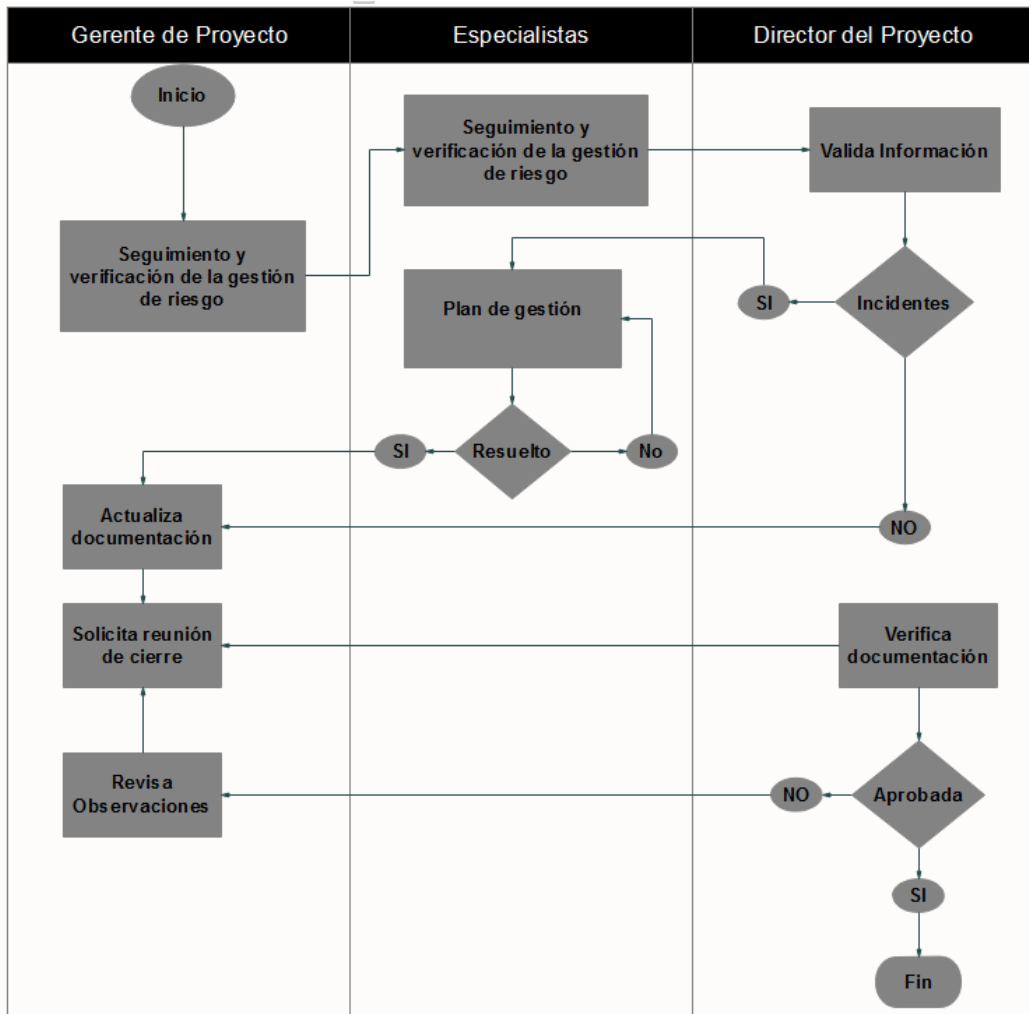 Gerente de Proyecto
Especialistas
Director del Proyecto
Inicio
Seguimiento y
verificación de la gestión
de riesgo
Valida Información
Seguimiento y
verificación de la gestión
de riesgo
Plan de gestión
SI
Incidentes
SI
Resuelto
No
Actualiza
documentación
NO
Solicita reunión
de cierre
Verifica
documentación
Revisa
Observaciones
NO
Aprobada
SI
Fin